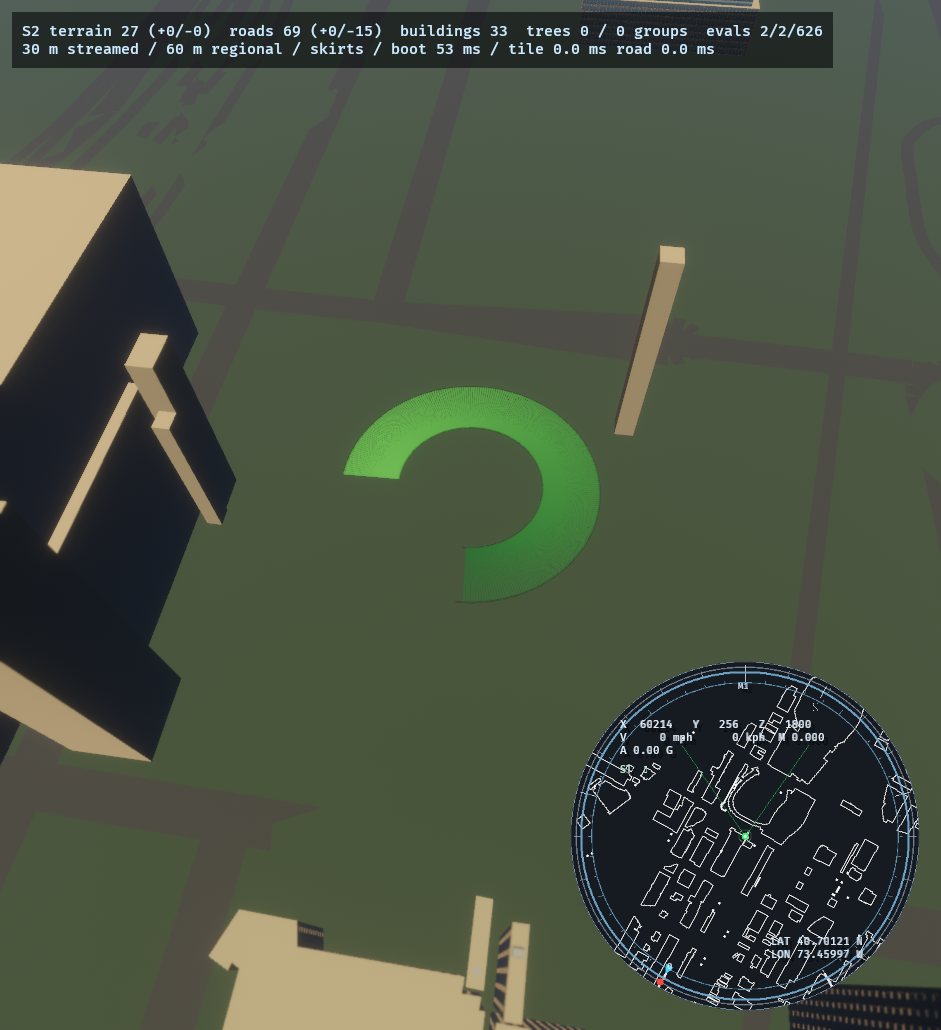 S2 terrain 27 (+0/-0)  roads 69 (+0/-15)  buildings 33  trees 0 / 0 groups  evals 2/2/626
30 m streamed / 60 m regional / skirts / boot 53 ms / tile 0.0 ms road 0.0 ms
X 60214 Y 256 Z 1800
V 0 mph 0 kph M 0.000
A 0.00 G
LAT 40.70121 N
LON 73.45997 W